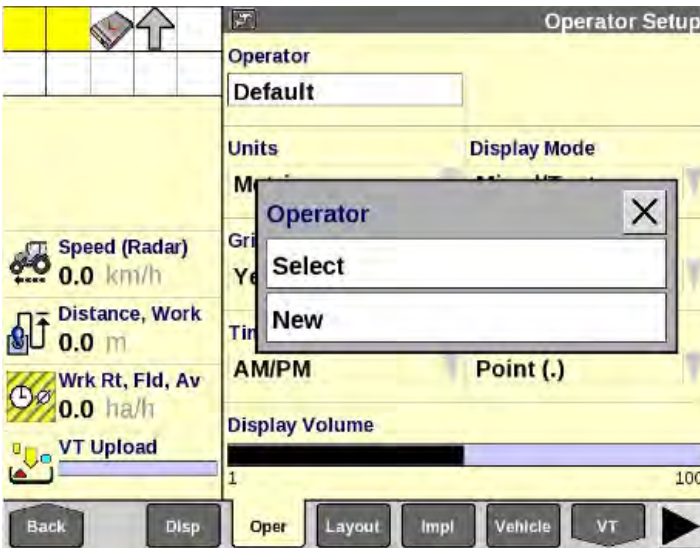 Operator Setup
Operator
Default
Units
Display Mode
Operator
Select
New
Speed (Radar)
0.0 km/h
Distance, Work
0.0 m
Wrk Rt, Fld, Av
0.0 ha/h
VT Upload
AM/PM
Point (.)
Display Volume
1
100
Back
Disp
Oper
Layout
Impl
Vehicle
VT